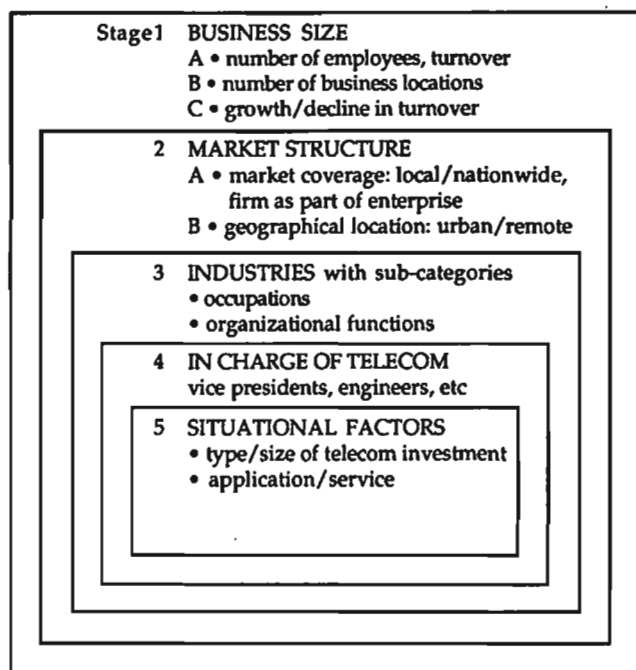 Stage1 BUSINESS SIZE
A • number of employees, turnover
B • number of business locations
C • growth/decline in turnover
2 MARKET STRUCTURE
A • market coverage: local/nationwide,
firm as part of enterprise
B • geographical location: urban/remote
3 INDUSTRIES with sub-categories
• occupations
• organizational functions
4 IN CHARGE OF TELECOM
vice presidents, engineers, etc
5 SITUATIONAL FACTORS
• type/size of telecom investment
• application/service